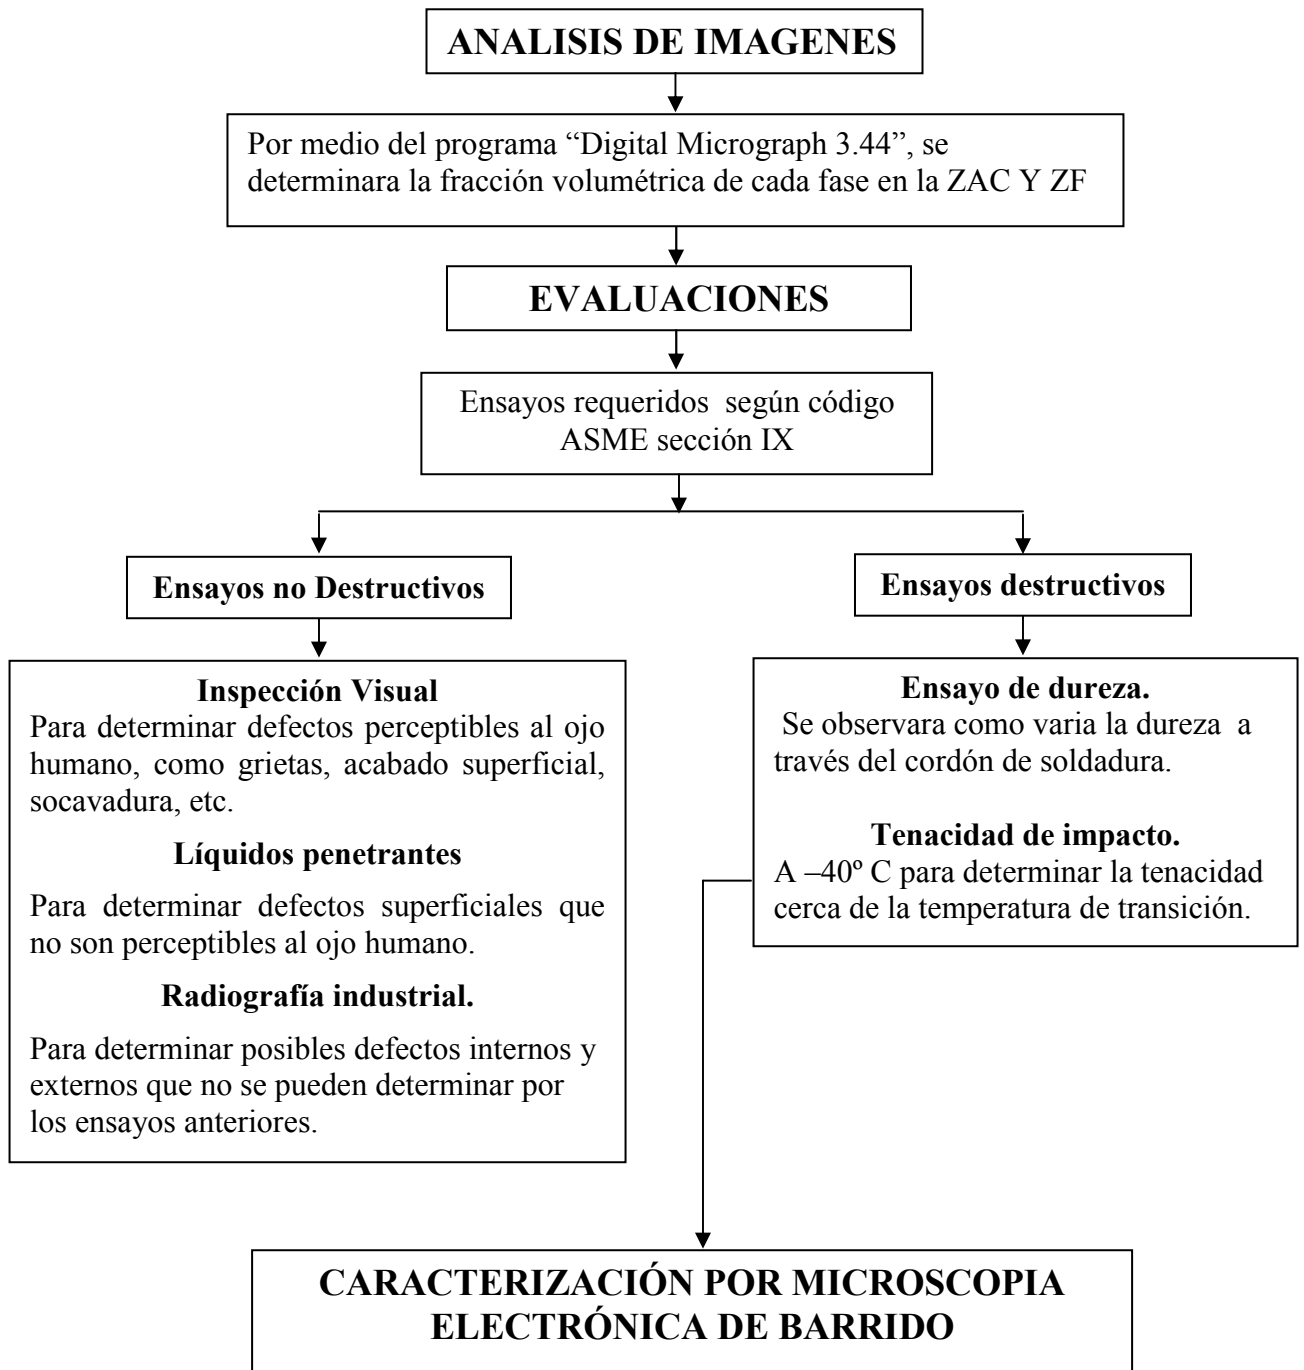 ANALISIS DE IMAGENES
Por medio del programa “Digital Micrograph 3.44”, se
determinara la fracción volumétrica de cada fase en la ZAC Y ZF
EVALUACIONES
Ensayos requeridos según código
ASME sección IX
Ensayos no Destructivos
Inspección Visual
Para determinar defectos perceptibles al ojo
humano, como grietas, acabado superficial,
socavadura, etc.
Líquidos penetrantes
Para determinar defectos superficiales que
no son perceptibles al ojo humano.
Radiografía industrial.
Para determinar posibles defectos internos y
externos que no se pueden determinar por
los ensayos anteriores.
Ensayos destructivos
Ensayo de dureza.
Se observara como varia la dureza a
través del cordón de soldadura.
Tenacidad de impacto.
A –40º C para determinar la tenacidad
cerca de la temperatura de transición.
CARACTERIZACIÓN POR MICROSCOPIA
ELECTRÓNICA DE BARRIDO